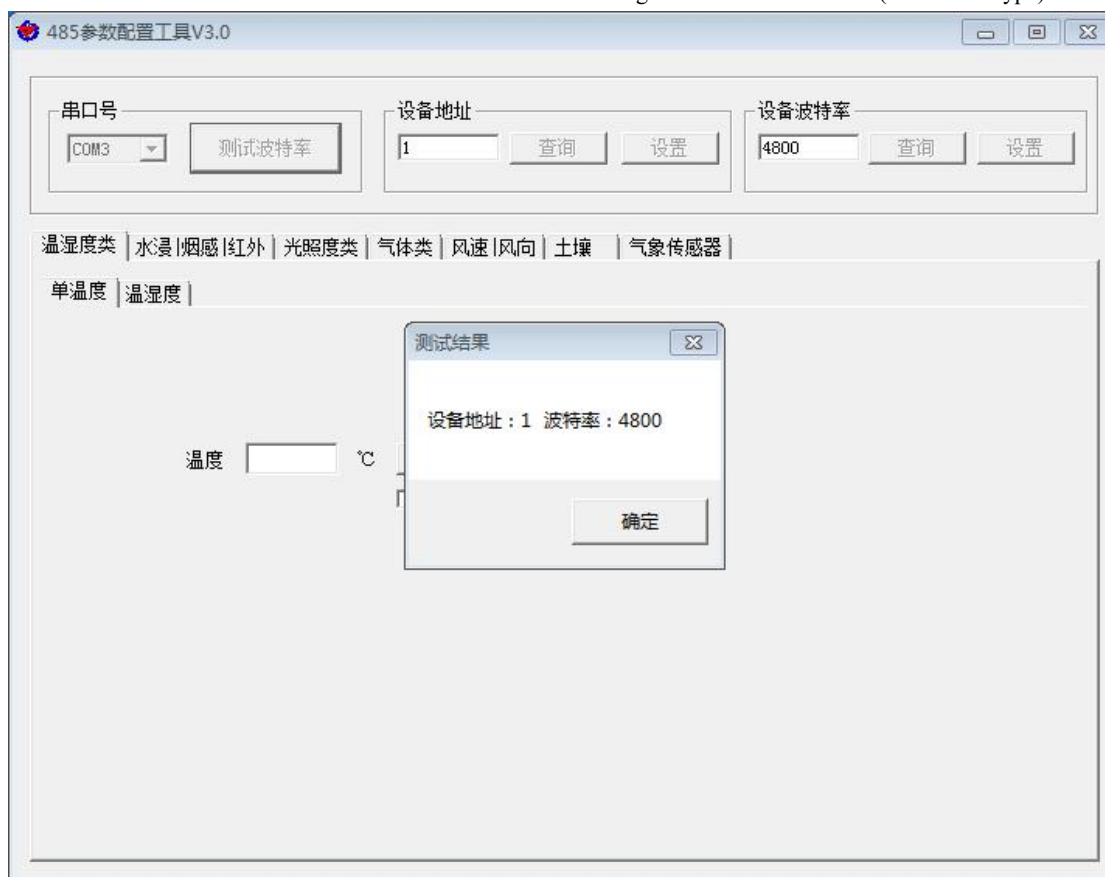 485参数配置工具V3.0
串口号
COM3
测试波特率
设备地址
1
查询
设置
设备波特率
4800
查询
设置
温湿度类
水浸|烟感|红外
光照度类
气体类
风速|风向
土壤
气象传感器
单温度
温湿度
测试结果
设备地址：1 波特率：4800
确定
温度
℃